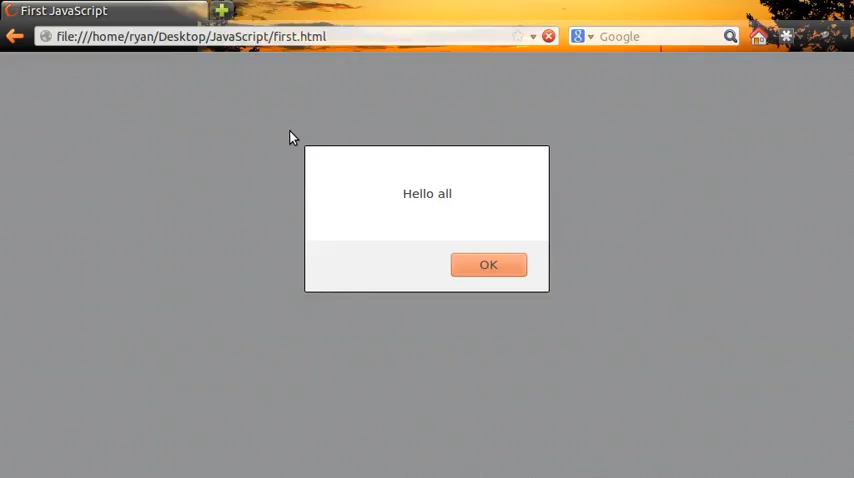 First JavaScript
file:///home/ryan/Desktop/JavaScript/first.html
Google
Hello all
OK